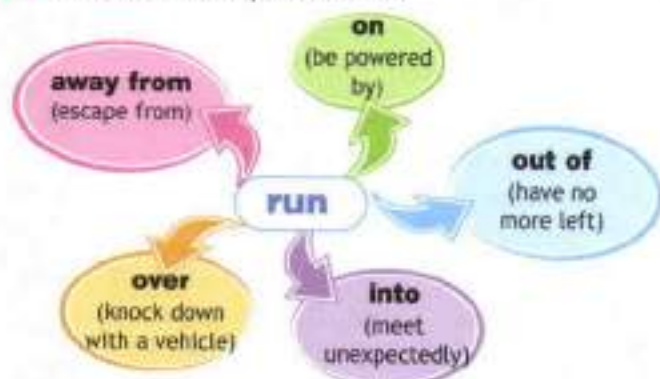 on
(be powered
by)
away from
(escape from)
out of
(have no
more left)
run
over
(knock down
with a vehicle)
into
(meet
unexpectedly)